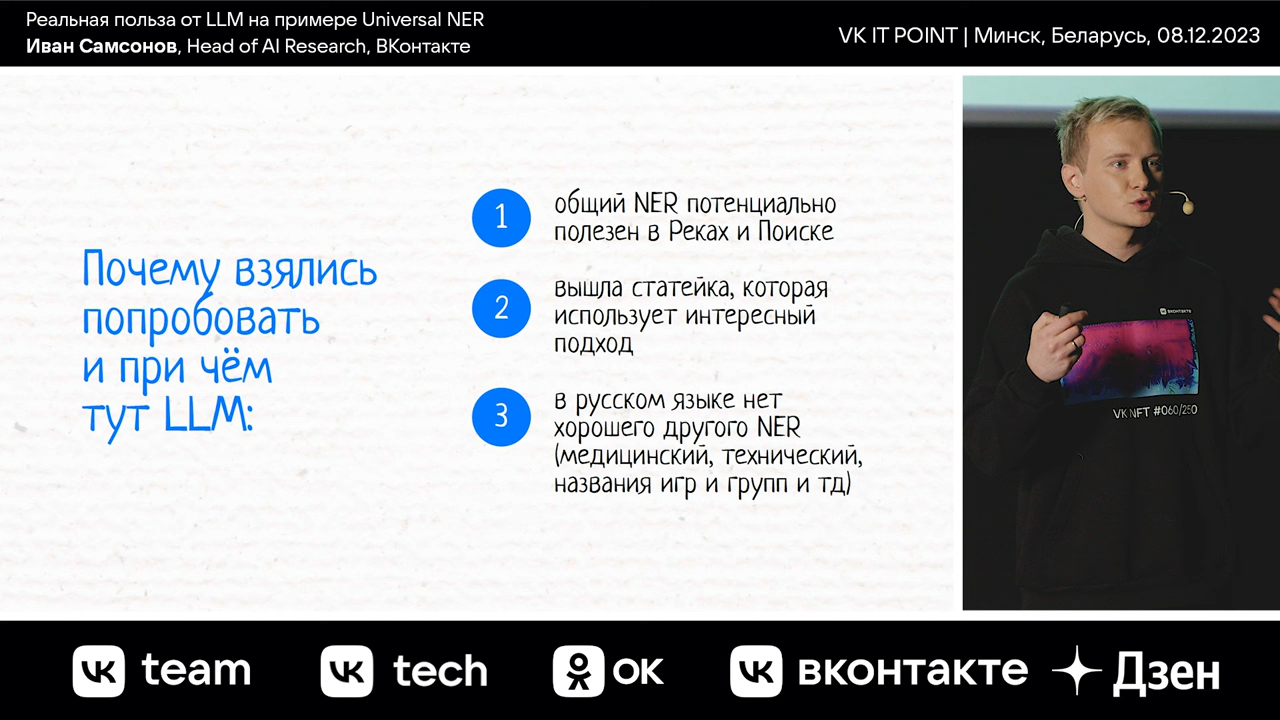 Реальная польза от LLM на примере Universal NER
Иван Самсонов, Head of AI Research, ВКонтакте
VK IT POINT | Минск, Беларусь, 08.12.2023
Почему взялись
попробовать
и при чём
тут LLM:
1
общий NER потенциально
полезен в Реках и Поиске
2
вышла статейка, которая
использует интересный
подход
3
в русском языке нет
хорошего другого NER
(медицинский, технический,
названия игр и групп и тд)
ВКОНТАКТЕ
VK NFT #060/250
team
tech
ок
вконтакте
Дзен